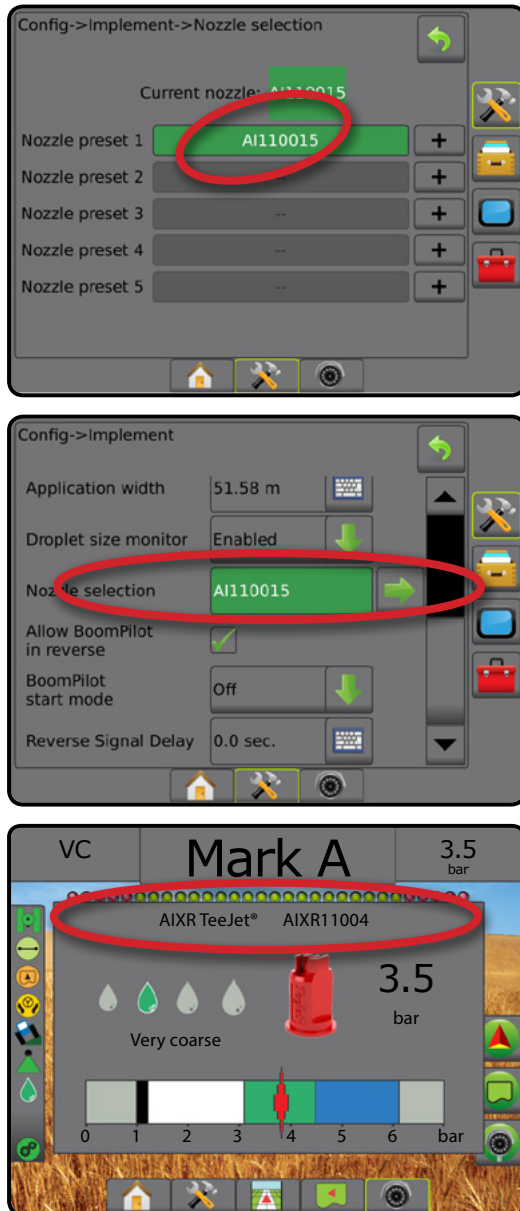 Config->Implement->Nozzle selection
Current nozzle: AI110015
Nozzle preset 1 AI110015 +
Nozzle preset 2 -- +
Nozzle preset 3 -- +
Nozzle preset 4 -- +
Nozzle preset 5 -- +
Config->Implement
Application width 51.58 m
Droplet size monitor Enabled
Nozzle selection AI110015
Allow BoomPilot
in reverse
BoomPilot
start mode Off
Reverse Signal Delay 0.0 sec.
VC Mark A 3.5
bar
AIXR TeeJet® AIXR11004
3.5
bar
Very coarse
0 1 2 3 4 5 6 bar